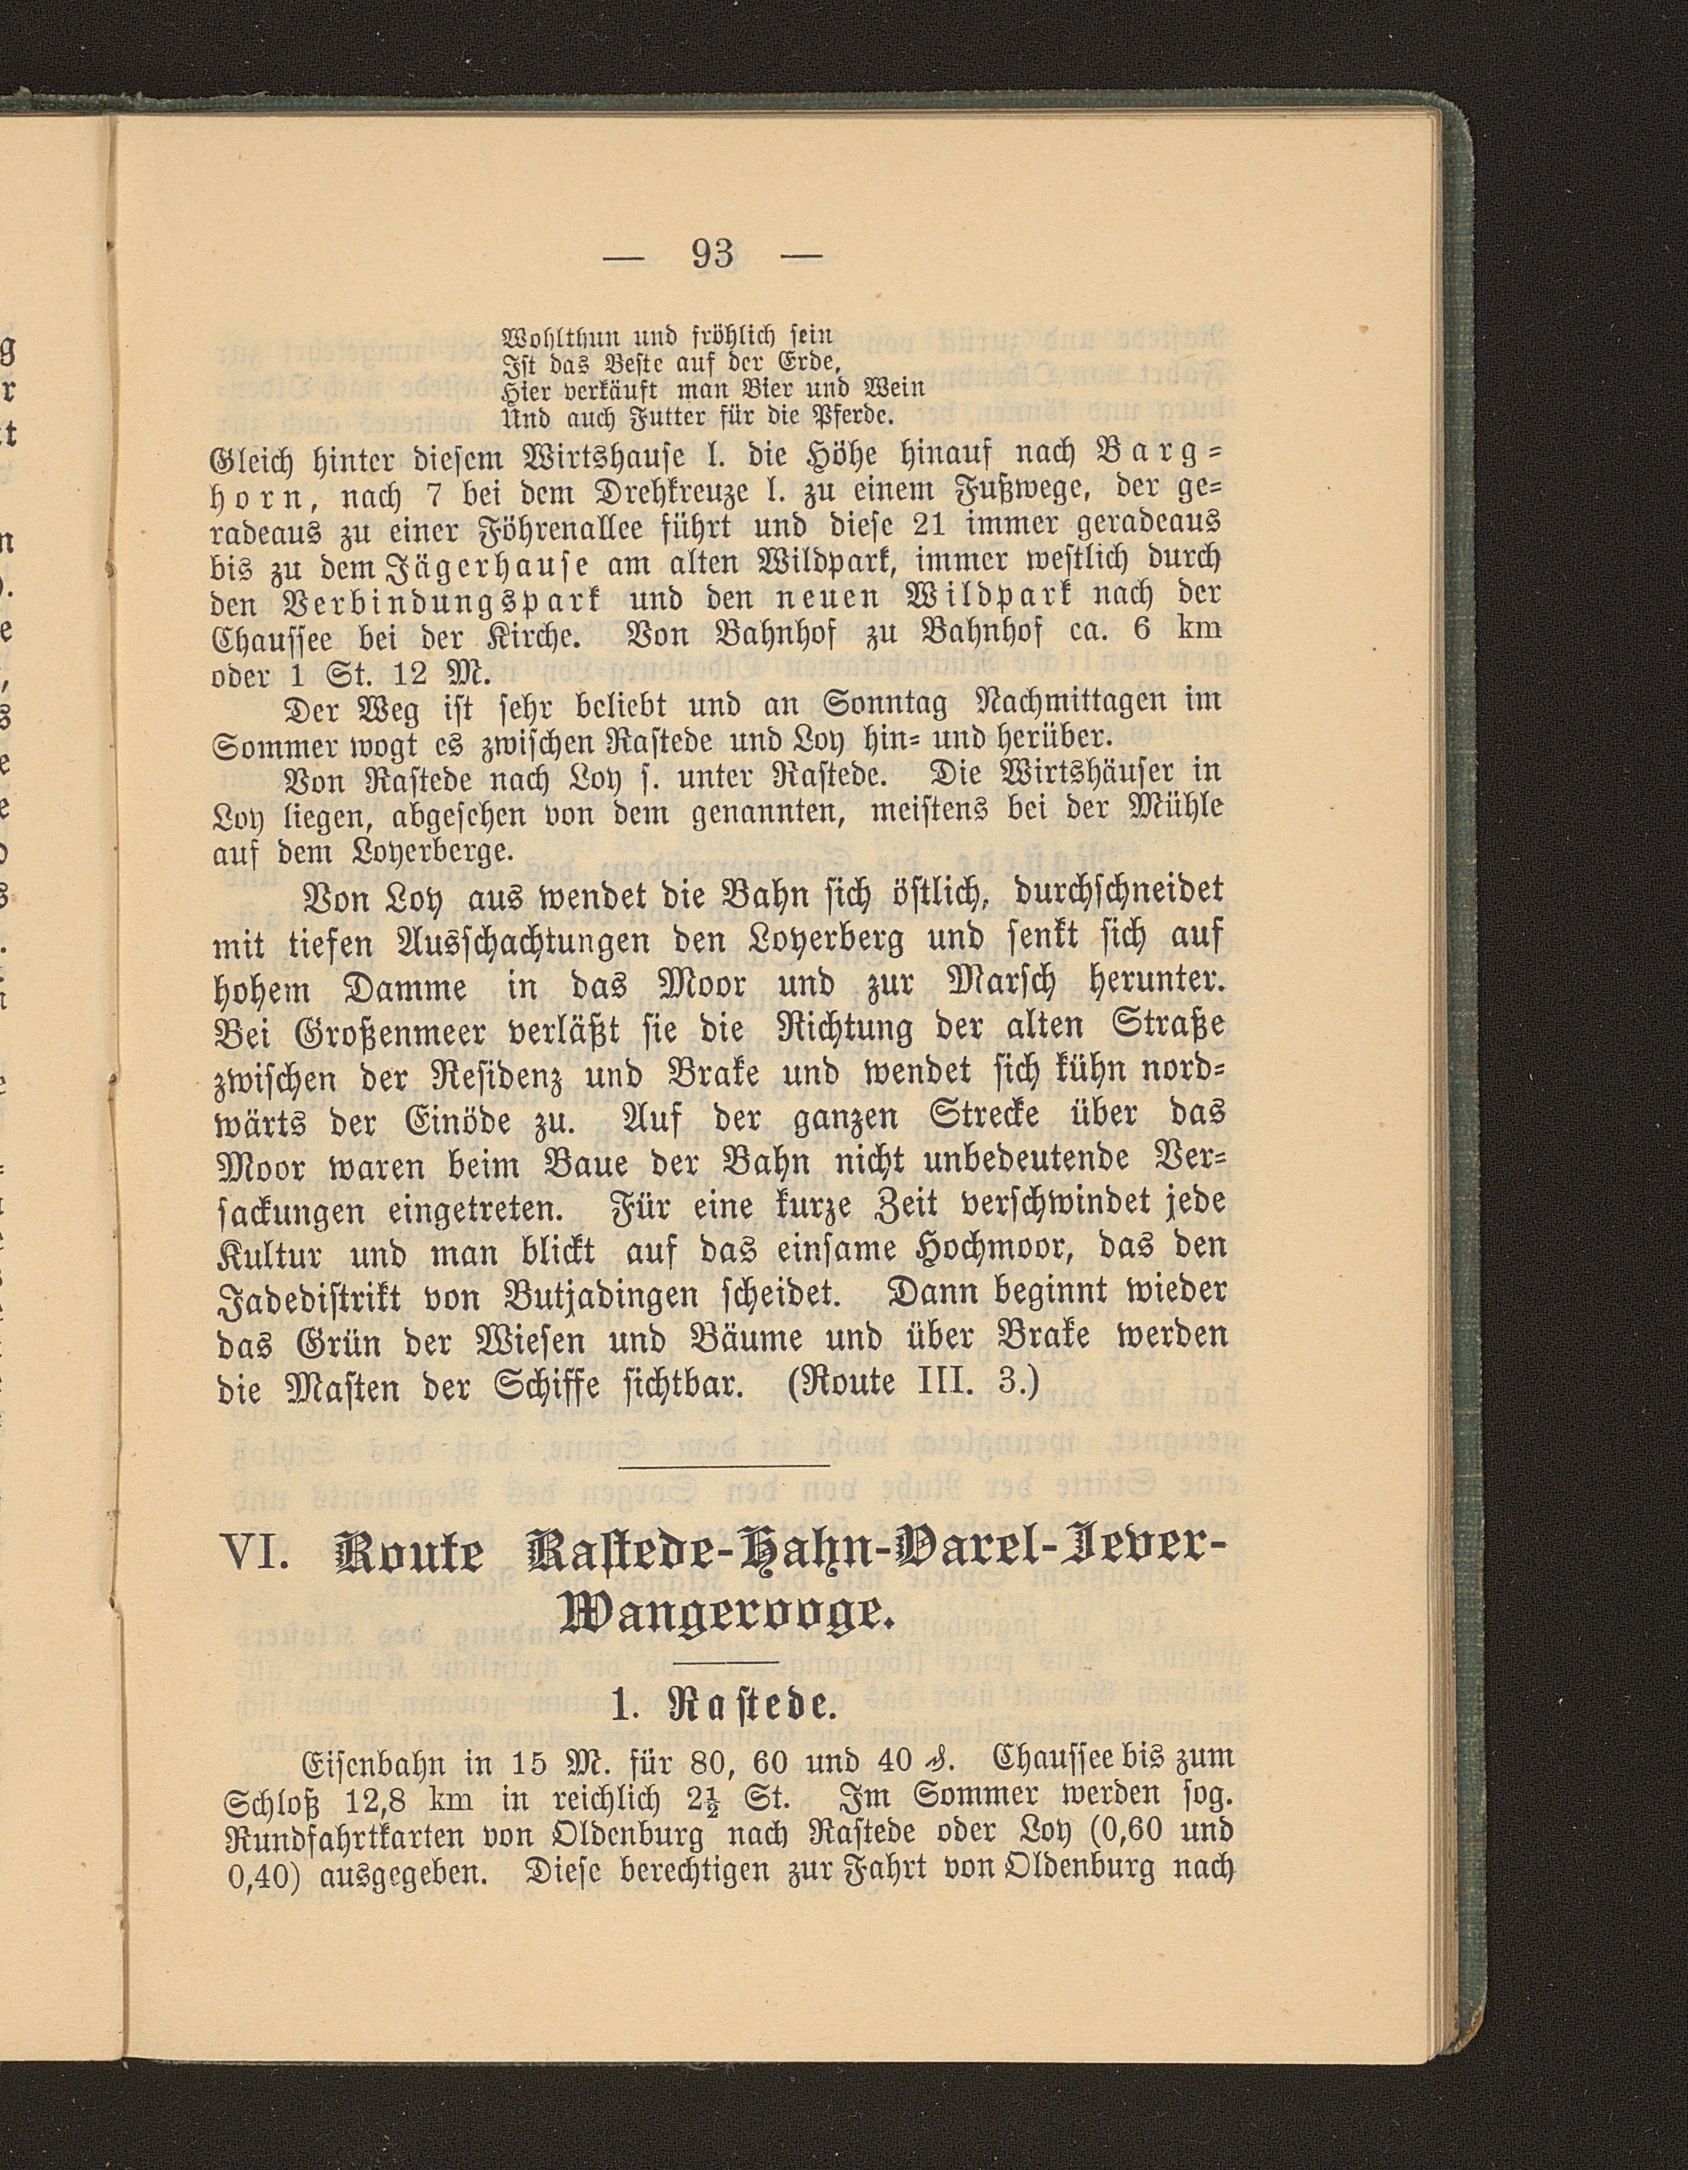 — 93 —
Wohlthun und fröhlich sein
Ist das Beste auf der Erde,
Hier verkäuft man Bier und Wein
Und auch Futter für die Pferde.
Gleich hinter diesem Wirtshause l. die Höhe hinauf nach Barg-
horn, nach 7 bei dem Drehkreuze l. zu einem Fußwege, der ge-
radeaus zu einer Föhrenallee führt und diese 21 immer geradeaus
bis zu dem Jägerhause am alten Wildpark, immer westlich durch
den Verbindungspark und den neuen Wildpark nach der
Chaussee bei der Kirche. Von Bahnhof zu Bahnhof ca. 6 km
oder 1 St. 12 M.
Der Weg ist sehr beliebt und an Sonntag Nachmittagen im
Sommer wogt es zwischen Rastede und Loy hin- und herüber.
Von Rastede nach Loy s. unter Rastede. Die Wirtshäuser in
Loy liegen, abgesehen von dem genannten, meistens bei der Mühle
auf dem Loyerberge.
Von Loy aus wendet die Bahn sich östlich, durchschneidet
mit tiefen Ausschachtungen den Loyerberg und senkt sich auf
hohem Damme in das Moor und zur Marsch herunter.
Bei Großenmeer verläßt sie die Richtung der alten Straße
zwischen der Residenz und Brake und wendet sich kühn nord-
wärts der Einöde zu. Auf der ganzen Strecke über das
Moor waren beim Baue der Bahn nicht unbedeutende Ver-
sackungen eingetreten. Für eine kurze Zeit verschwindet jede
Kultur und man blickt auf das einsame Hochmoor, das den
Jadedistrikt von Butjadingen scheidet. Dann beginnt wieder
das Grün der Wiesen und Bäume und über Brake werden
die Masten der Schiffe sichtbar. (Route III. 3.)
VI. Route Rastede-Hahn-Varel-Jever-
Wangerooge.
1. Rastede.
Eisenbahn in 15 M. für 80, 60 und 40 ₰. Chaussee bis zum
Schloß 12,8 km in reichlich 2½ St. Im Sommer werden sog.
Rundfahrtkarten von Oldenburg nach Rastede oder Loy (0,60 und
0,40) ausgegeben. Diese berechtigen zur Fahrt von Oldenburg nach